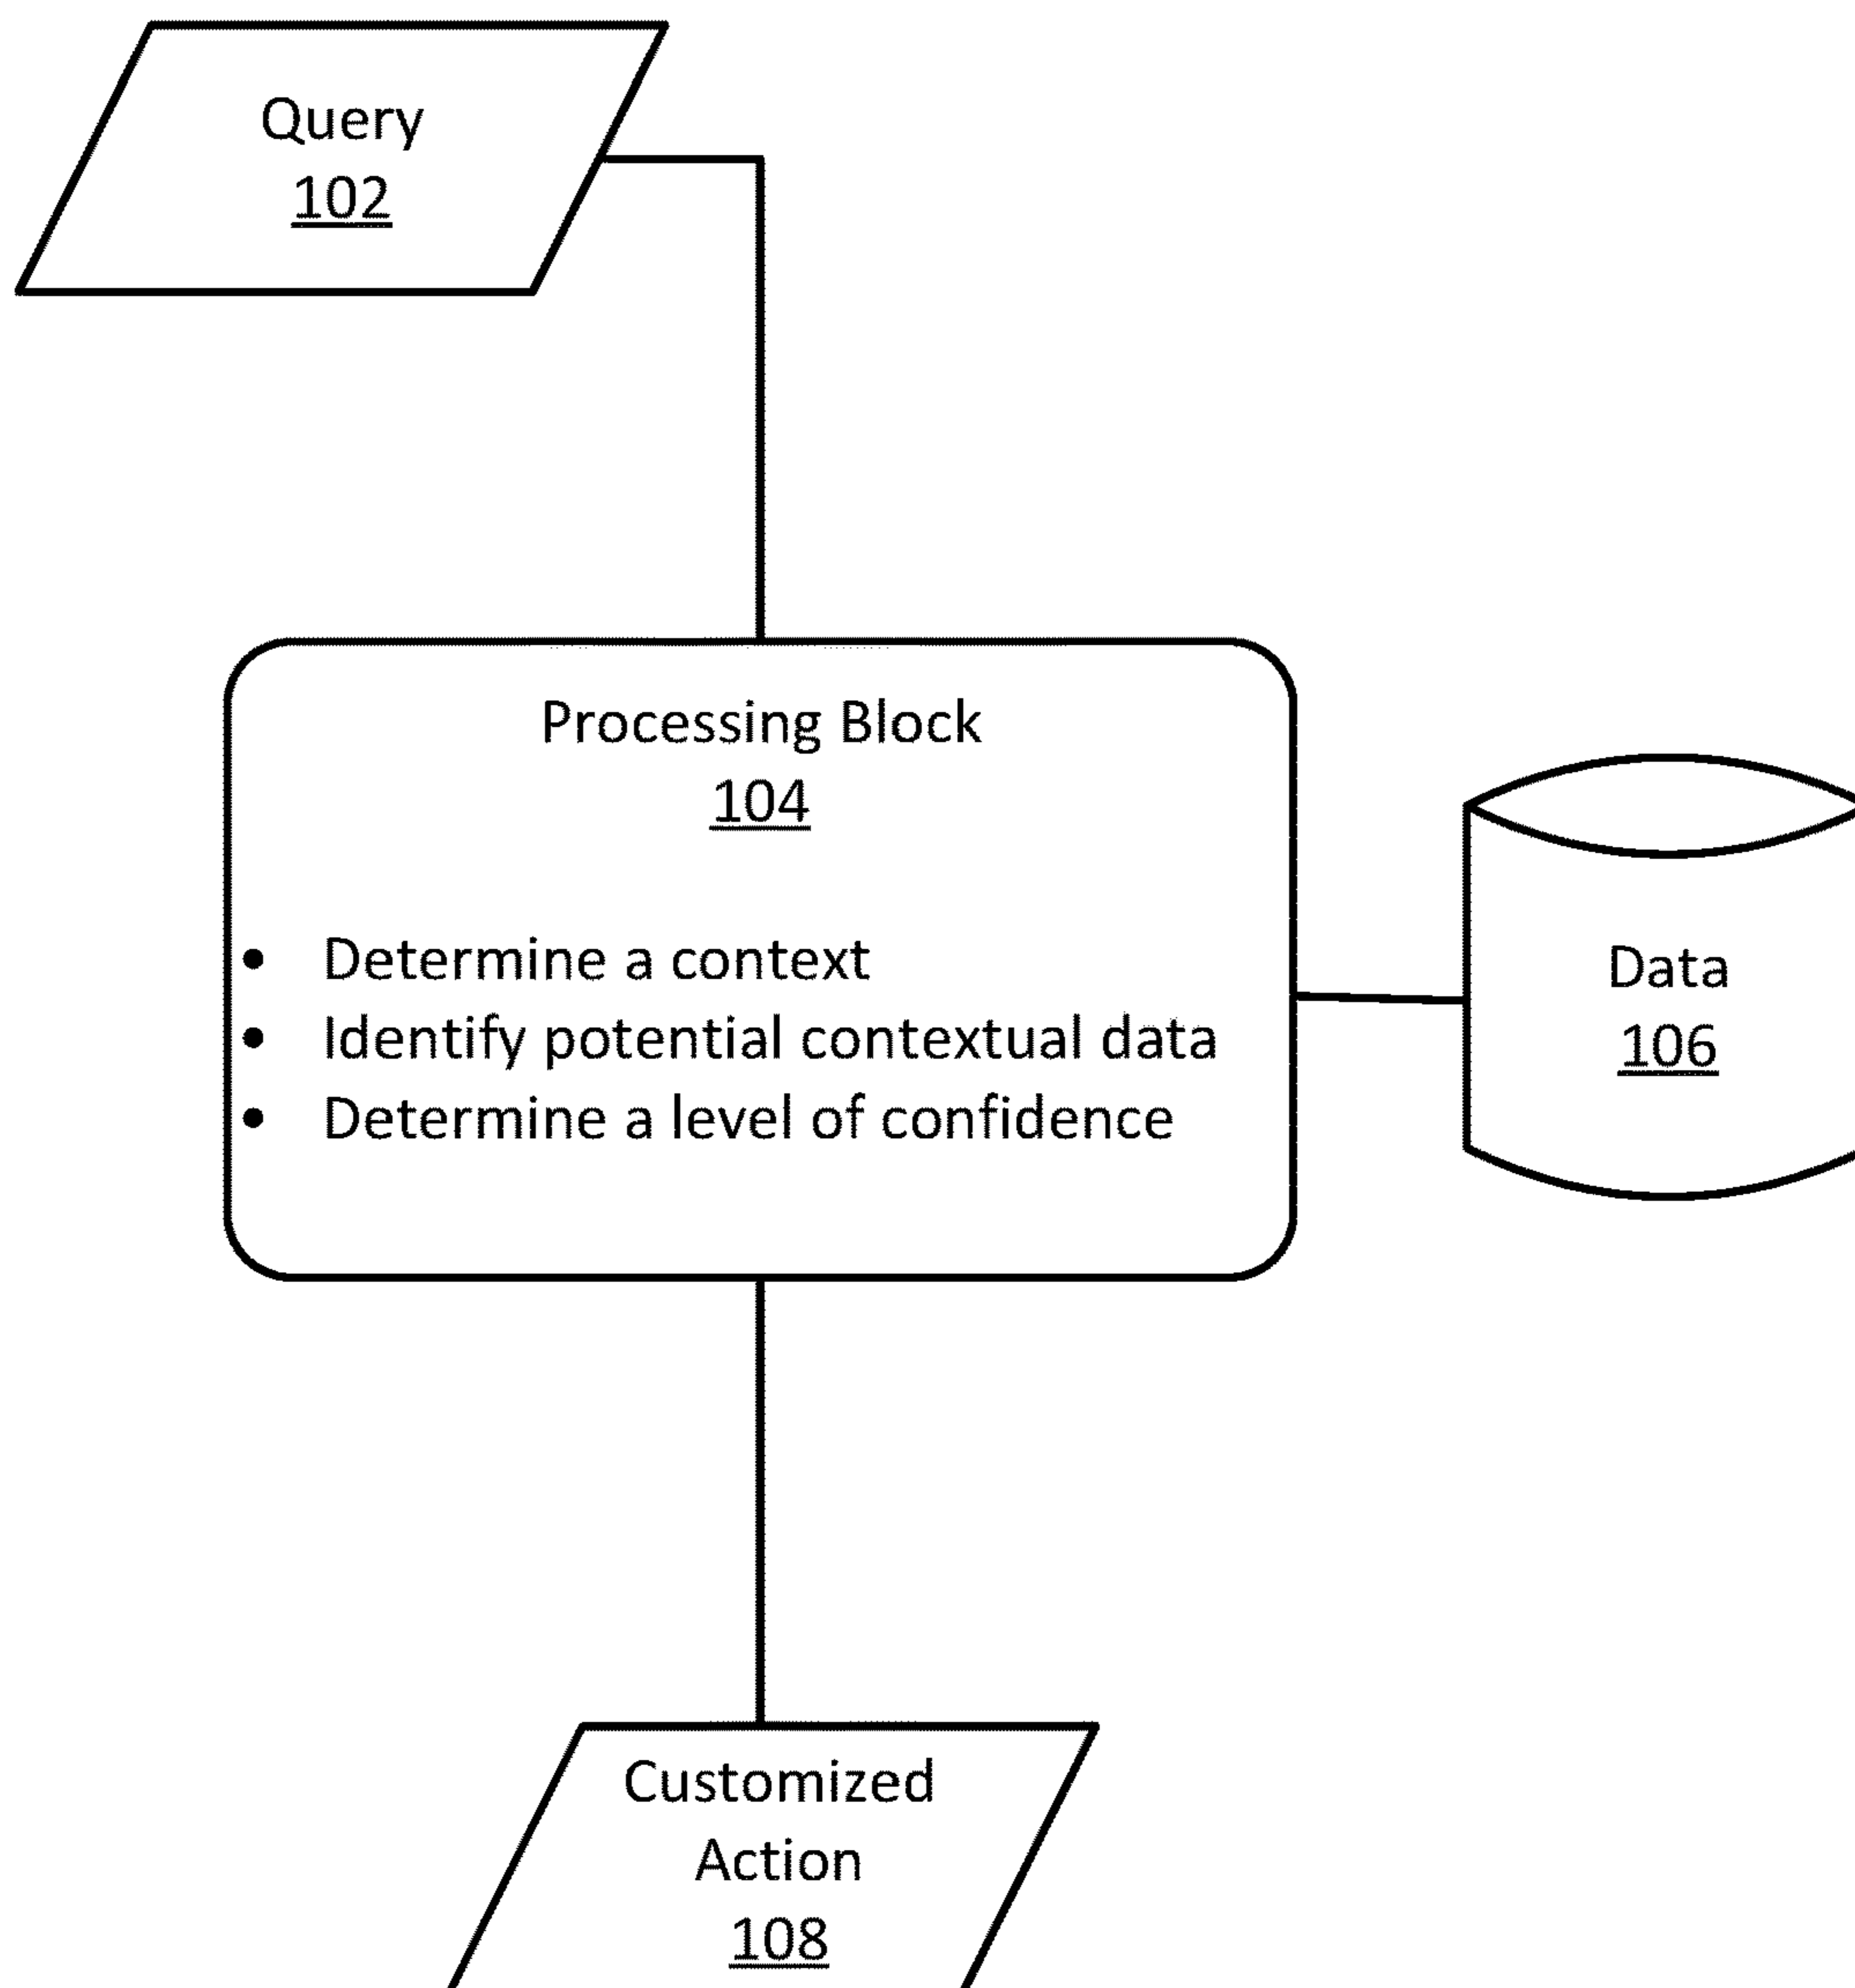 Query
102
Processing Block
104
• Determine a context
• Identify potential contextual data
• Determine a level of confidence
Data
106
Customized
Action
108